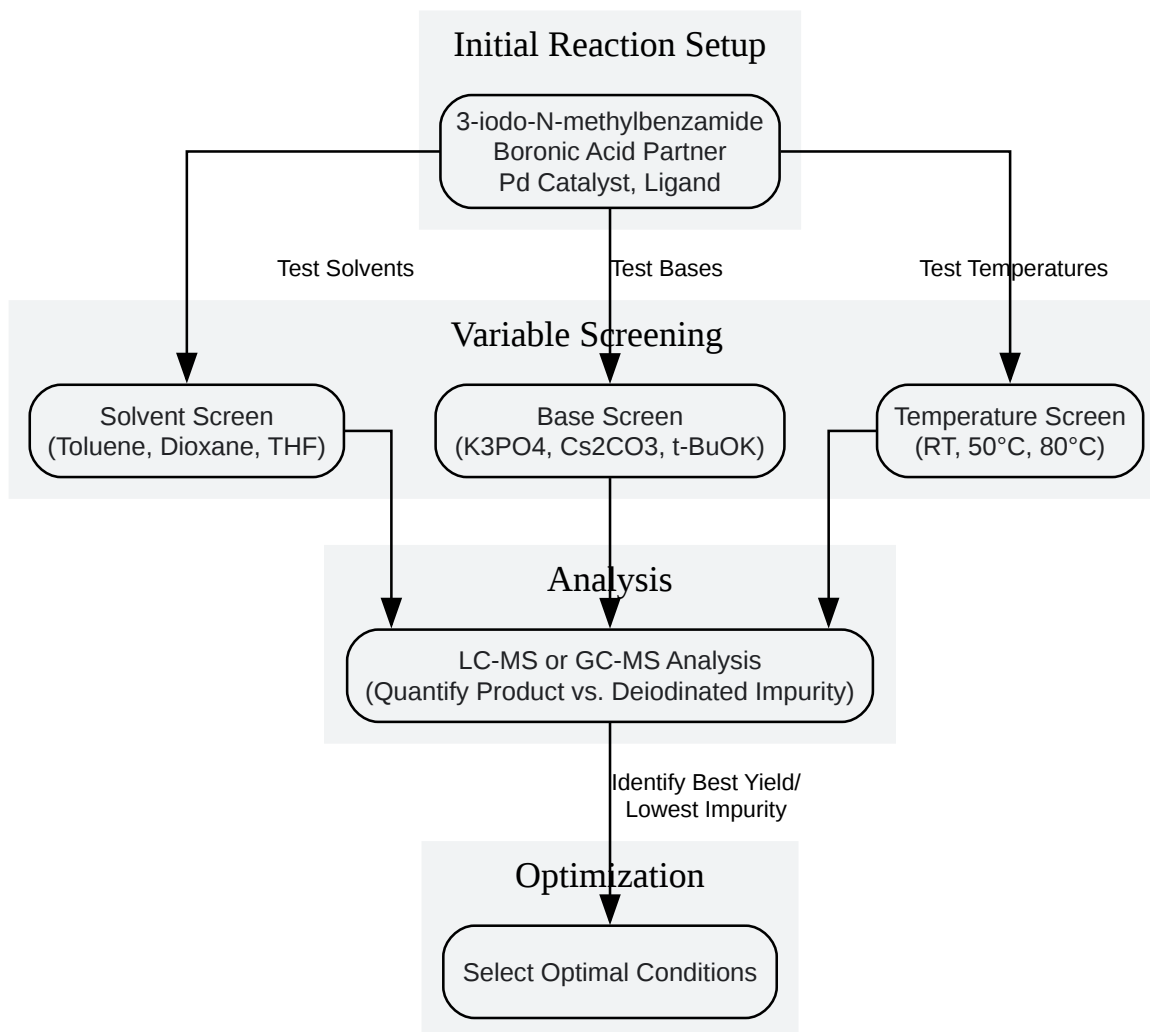 Initial Reaction Setup
3-iodo-N-methylbenzamide
Boronic Acid Partner
Pd Catalyst, Ligand
Test Solvents
Test Bases
Test Temperatures
Variable Screening
Solvent Screen
(Toluene, Dioxane, THF)
Base Screen
(K3PO4, Cs2CO3, t-BuOK)
Temperature Screen
(RT, 50°C, 80°C)
Analysis
LC-MS or GC-MS Analysis
(Quantify Product vs. Deiodinated Impurity)
Identify Best Yield/
Lowest Impurity
Optimization
Select Optimal Conditions